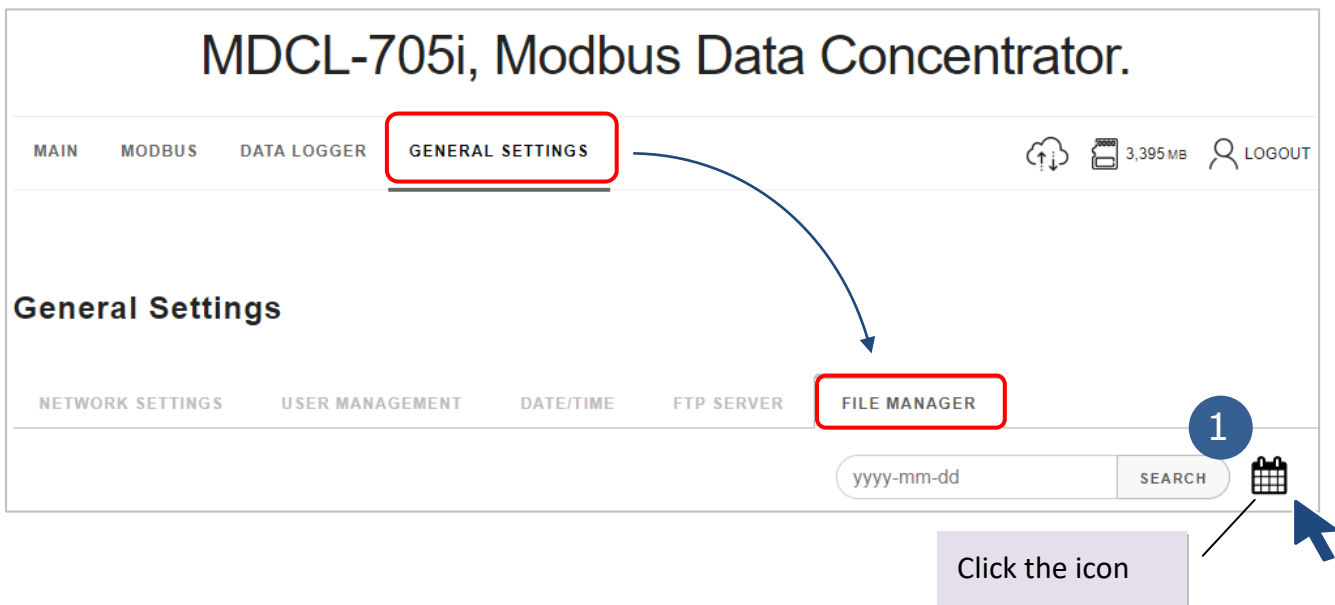 MDCL-705i, Modbus Data Concentrator.
MAIN MODBUS DATA LOGGER GENERAL SETTINGS 3,395 MB LOGOUT
General Settings
NETWORK SETTINGS USER MANAGEMENT DATE/TIME FTP SERVER FILE MANAGER
1
yyyy-mm-dd SEARCH
Click the icon